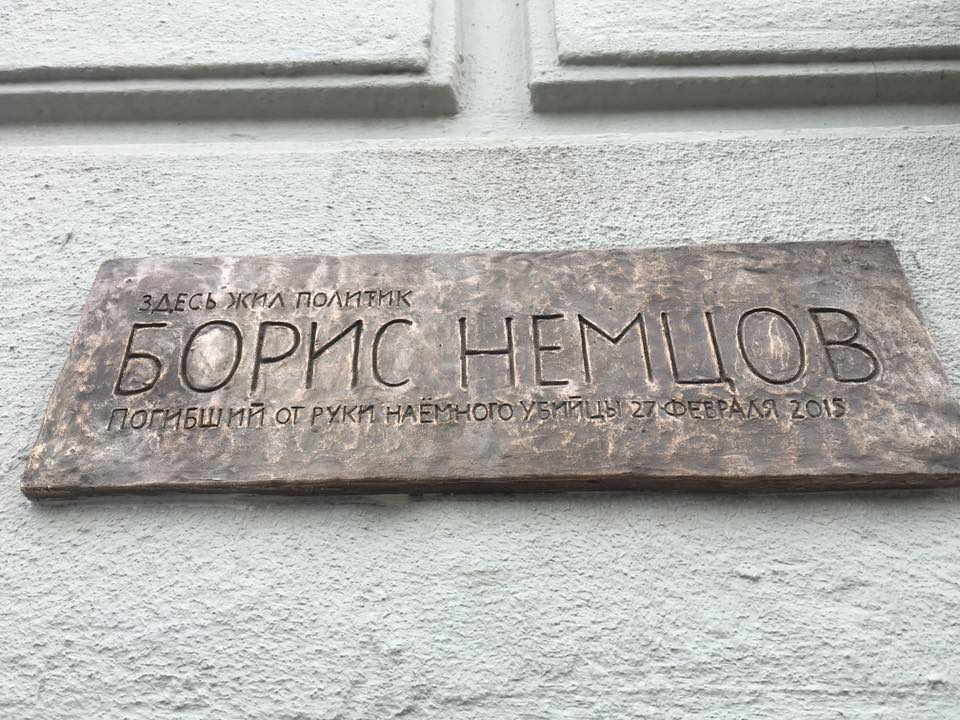 ЗДЕСЬ ЖИЛ ПОЛИТИК
БОРИС НЕМЦОВ
ПОГИБШИЙ ОТ РУКИ НАЁМНОГО УБИЙЦЫ 27 ФЕВРАЛЯ 2015